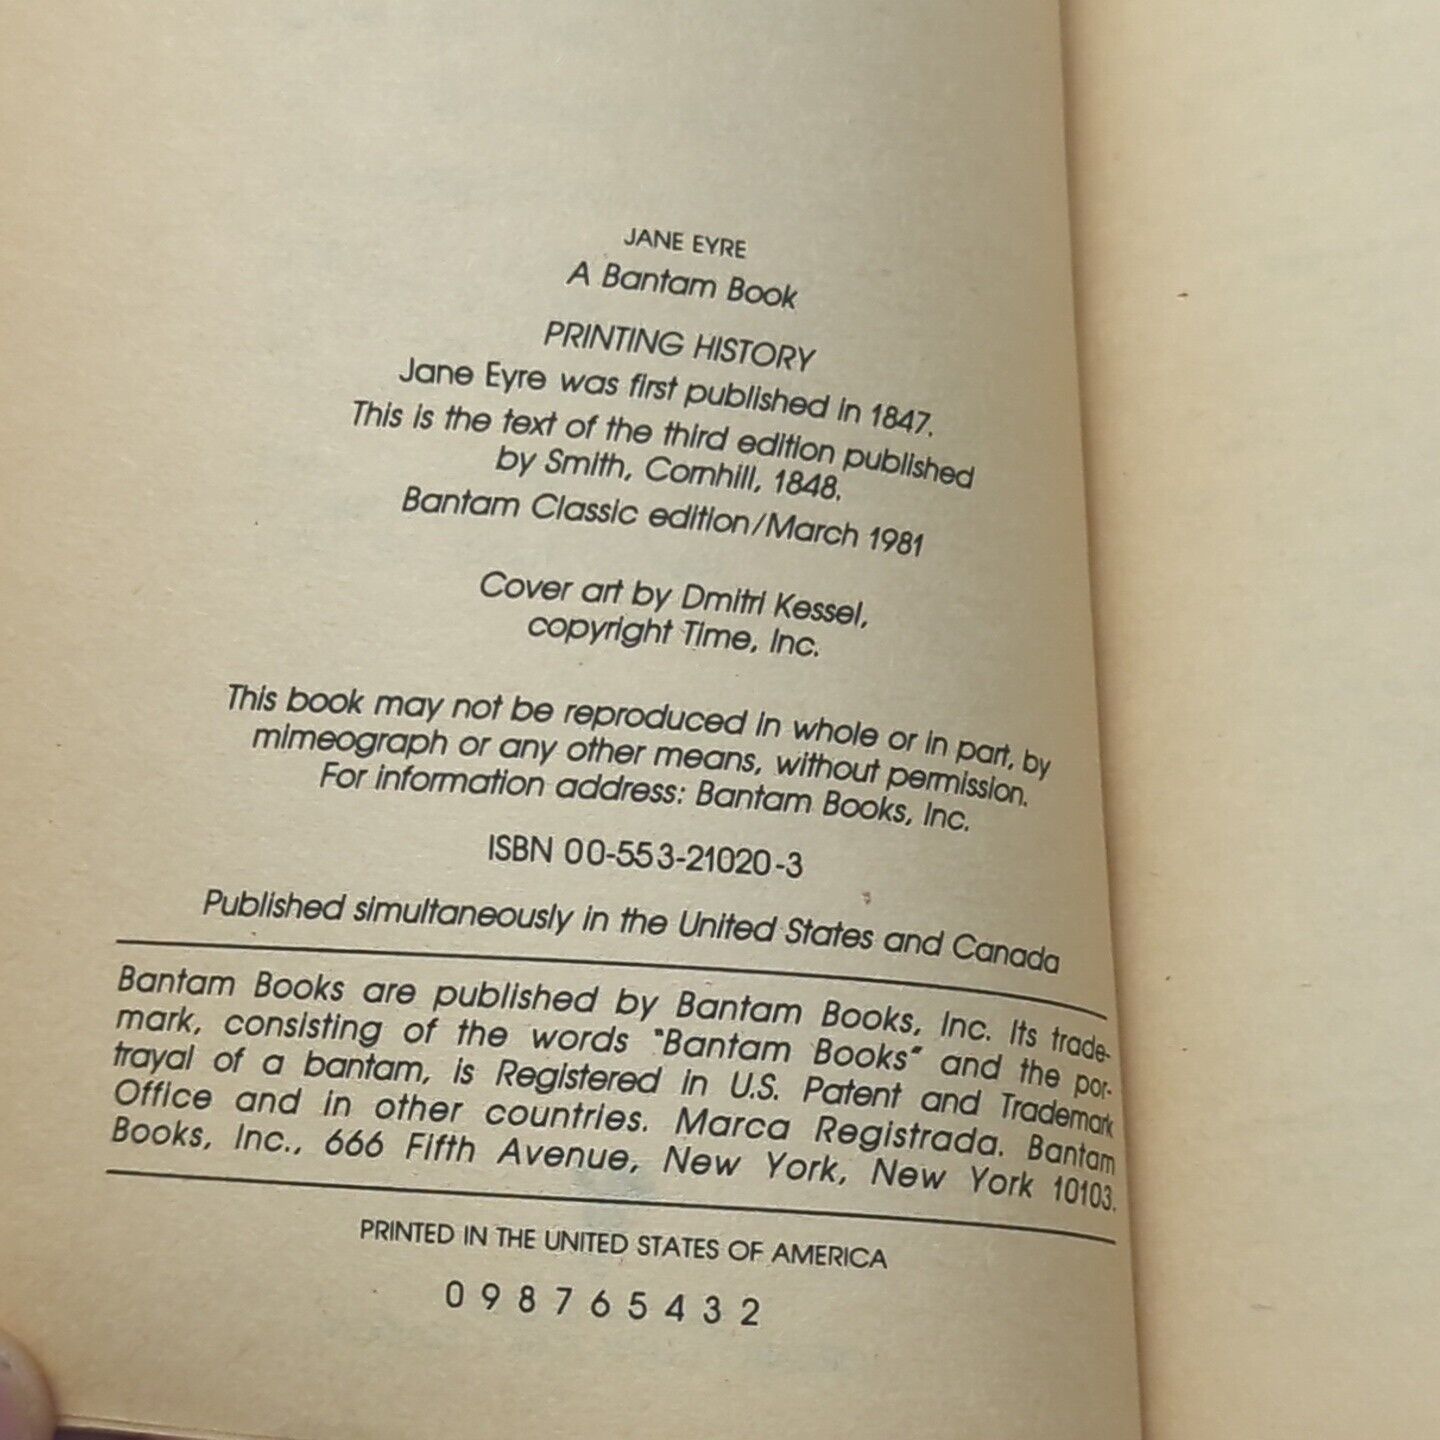 JANE EYRE
A Bantam Book
PRINTING HISTORY
Jane Eyre was first published in 1847.
This is the text of the third edition published
by Smith, Cornhill, 1848.
Bantam Classic edition/March 1981
Cover art by Dmitri Kessel,
copyright Time, Inc.
This book may not be reproduced in whole or in part, by
mimeograph or any other means, without permission.
For information address: Bantam Books, Inc.
ISBN 00-553-21020-3
Published simultaneously in the United States and Canada
Bantam Books are published by Bantam Books, Inc. Its trade-
mark, consisting of the words "Bantam Books" and the por-
trayal of a bantam, is Registered in U.S. Patent and Trademark
Office and in other countries. Marca Registrada. Bantam
Books, Inc., 666 Fifth Avenue, New York, New York 10103.
PRINTED IN THE UNITED STATES OF AMERICA
0 9 8 7 6 5 4 3 2